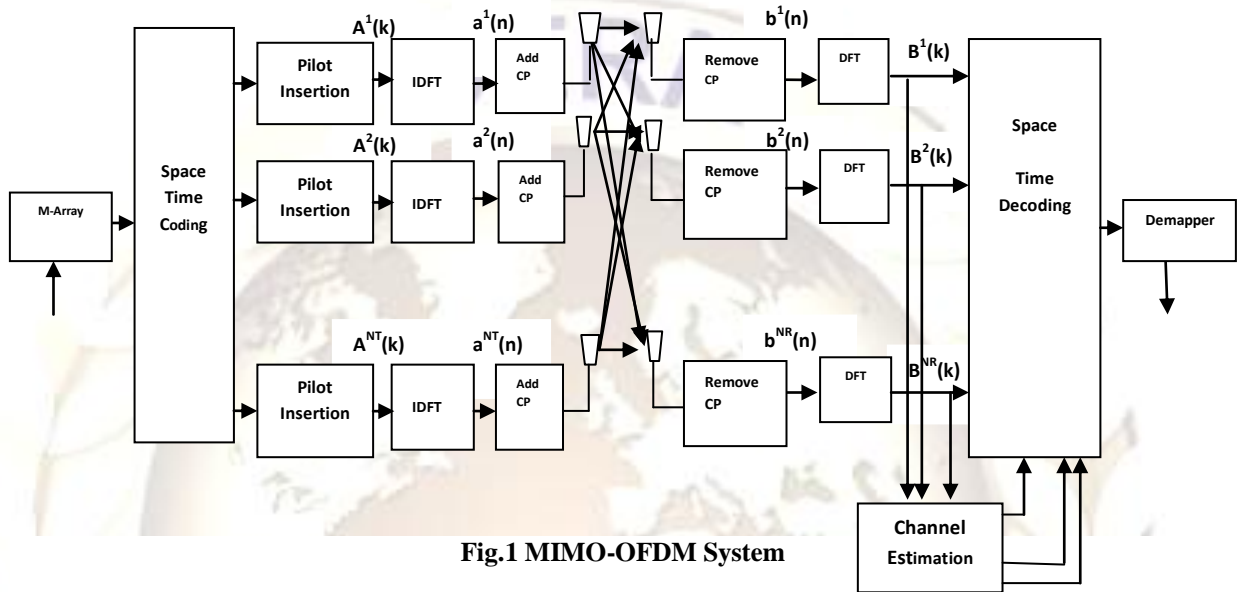 A¹(k)
a¹(n)
b¹(n)
Pilot
Insertion
IDFT
Add
CP
Remove
CP
DFT
B¹(k)
A²(k)
a²(n)
b²(n)
Pilot
Insertion
IDFT
Add
CP
Remove
CP
DFT
B²(k)
M-Array
Space
Time
Coding
Space
Time
Decoding
Demapper
A^NT(k)
a^NT(n)
b^NR(n)
Pilot
Insertion
IDFT
Add
CP
Remove
CP
DFT
B^NR(k)
Channel
Estimation
Fig.1 MIMO-OFDM System